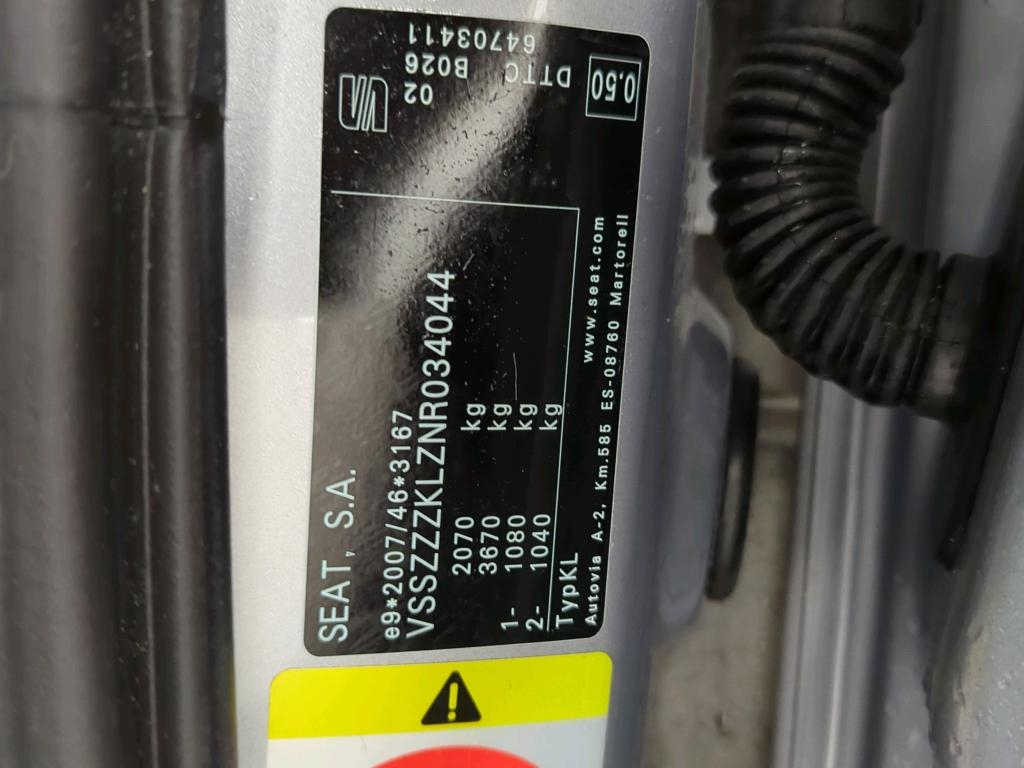 SEAT, S.A.
e9*2007/46*3167
VSSZZZKLZNR034044
2070 kg
3670 kg
1- 1080 kg
2- 1040 kg
TypKL
www.seat.com
Autovia A-2, Km.585 ES-08760 Martorell
02
B026
6470341.1
DTTC
0.50